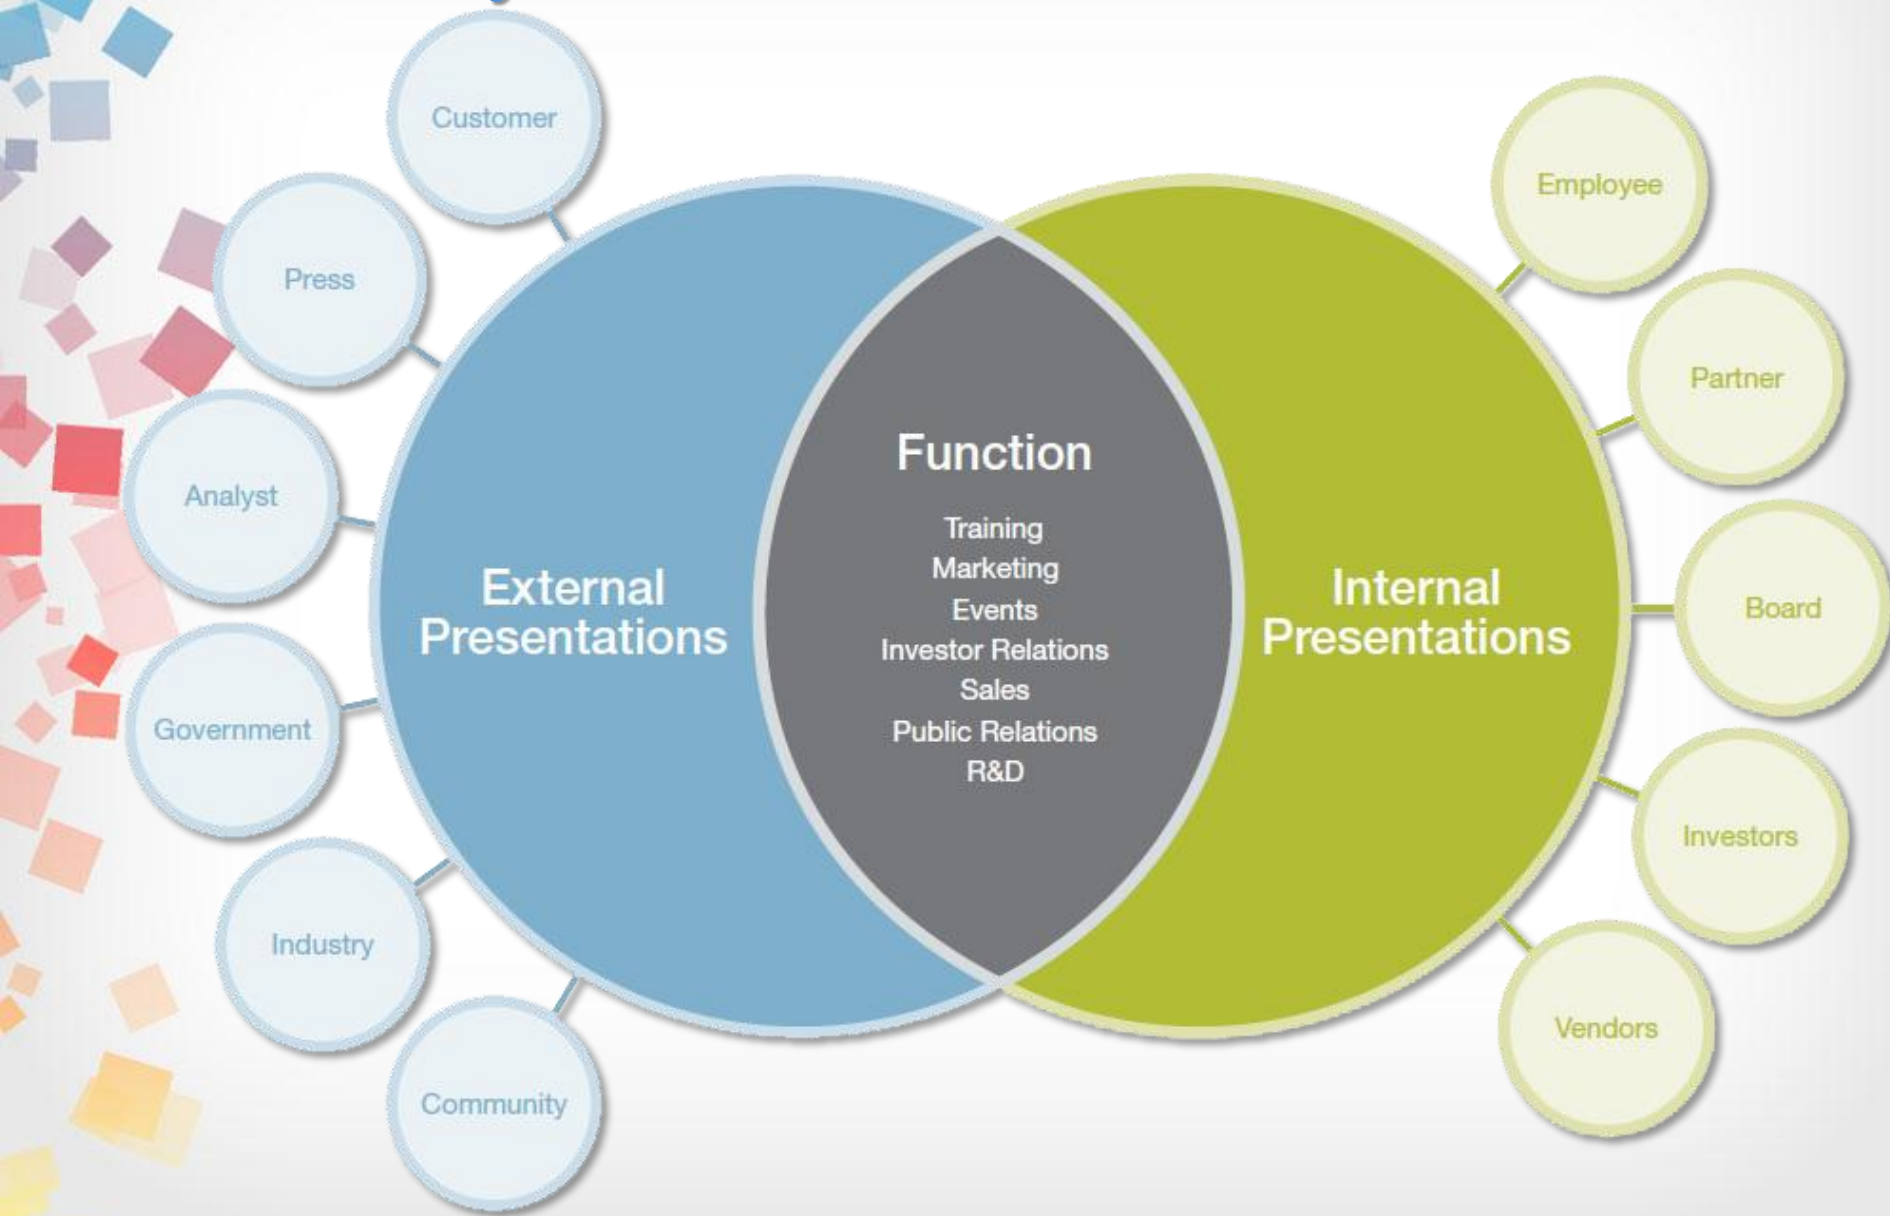 Customer
Press
Analyst
Government
Industry
Community
External
Presentations
Function
Training
Marketing
Events
Investor Relations
Sales
Public Relations
R&D
Internal
Presentations
Employee
Partner
Board
Investors
Vendors